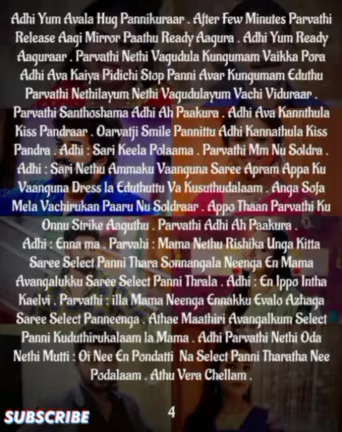 Adhi Yum Avala Hug Pannikuraar . After Few Minutes Parvathi
Release Aagi Mirror Paathu Ready Aagura . Adhi Yum Ready
Aaguraar . Parvathi Nethi Vagudula Kungumam Vaikka Pora
Adhi Ava Kaiya Pidichi Stop Panni Avar Kungumam Eduthu
Parvathi Nethilayum Nethi Vagudulayum Vachi Viduraar .
Parvathi Santhoshama Adhi Ah Paakura . Adhi Ava Kannthula
Kiss Pandraar . Oarvatji Smile Pannittu Adhi Kannathula Kiss
Pandra . Adhi : Sari Keela Polaama . Parvathi Mm Nu Soldra .
Adhi : Sari Nethu Ammaku Vaanguna Saree Apram Appa Ku
Vaanguna Dress la Eduthuttu Va Kusuthudalaam . Anga Sofa
Mela Vachirukan Paaru Nu Soldraar . Appo Thaan Parvathi Ku
Onnu Strike Aaguthu . Parvathi Adhi Ah Paakura .
Adhi : Enna ma . Parvahi : Mama Nethu Rishika Unga Kitta
Saree Select Panni Thara Sonnangala Neenga En Mama
Avangalukku Saree Select Panni Thrala . Adhi : En Ippo Intha
Kaelvi . Parvathi : illa Mama Neenga Ennakku Evalo Azhaga
Saree Select Panneenga . Athae Maathiri Avangalkum Select
Panni Kuduthirukalaam la Mama . Adhi Parvathi Nethi Oda
Nethi Mutti : Oi Nee En Pondatti Na Select Panni Tharatha Nee
Podalaam . Athu Vera Chellam .
SUBSCRIBE
4